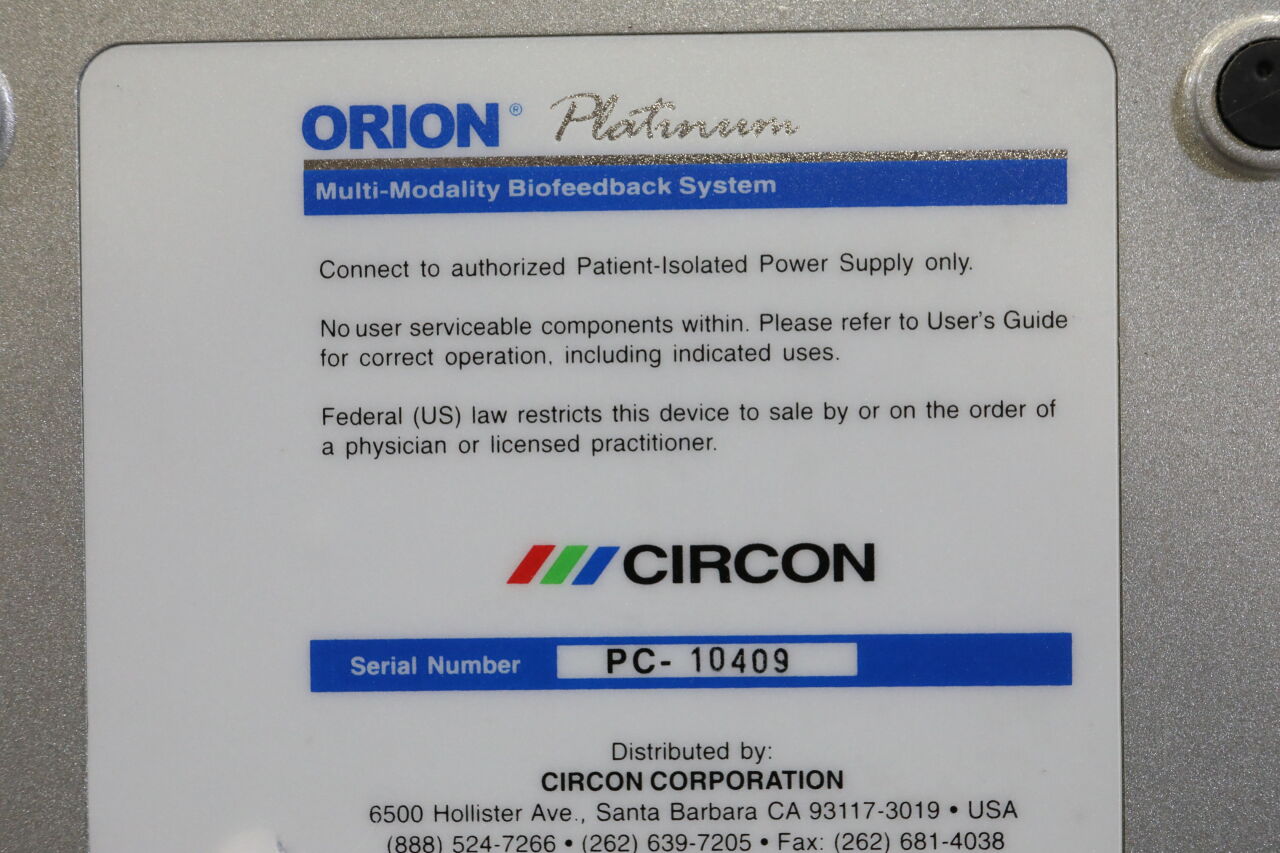 ORION® Platinum
Multi-Modality Biofeedback System
Connect to authorized Patient-Isolated Power Supply only.
No user serviceable components within. Please refer to User's Guide
for correct operation, including indicated uses.
Federal (US) law restricts this device to sale by or on the order of
a physician or licensed practitioner.
CIRCON
Serial Number PC- 10409
Distributed by:
CIRCON CORPORATION
6500 Hollister Ave., Santa Barbara CA 93117-3019 • USA
(888) 524-7266 • (262) 639-7205 • Fax: (262) 681-4038